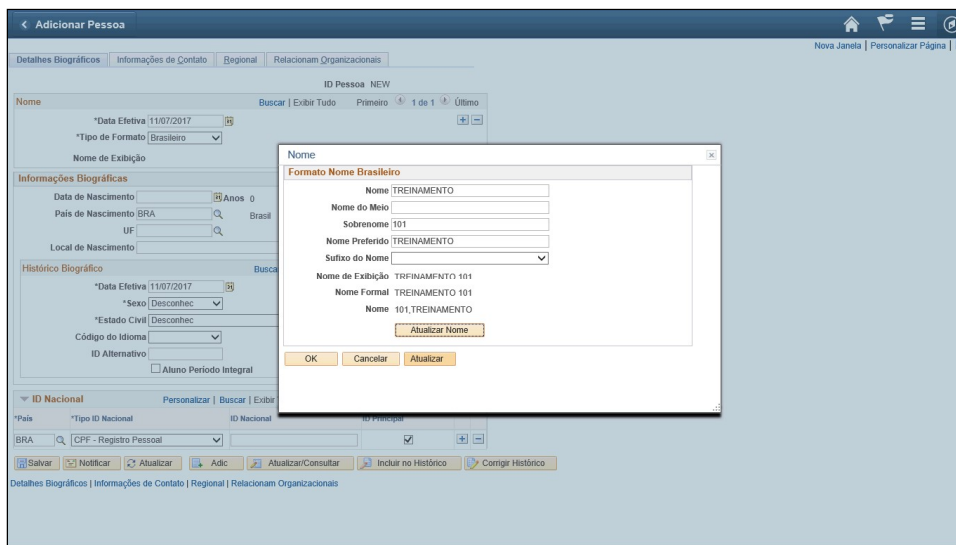 Adicionar Pessoa
Nova Janela | Personalizar Página |
Detalhes Biográficos Informações de Contato Regional Relacionam Organizacionais
ID Pessoa NEW
Nome Buscar | Exibir Tudo Primeiro 1 de 1 Último
*Data Efetiva 11/07/2017
*Tipo de Formato Brasileiro
Nome de Exibição
Informações Biográficas
Data de Nascimento Anos 0
País de Nascimento BRA Brasil
UF
Local de Nascimento
Histórico Biográfico
*Data Efetiva 11/07/2017
*Sexo Desconhec
*Estado Civil Desconhec
Código do Idioma
ID Alternativo
Aluno Período Integral
Nome
Formato Nome Brasileiro
Nome TREINAMENTO
Nome do Meio
Sobrenome 101
Nome Preferido TREINAMENTO
Sufixo do Nome
Nome de Exibição TREINAMENTO 101
Nome Formal TREINAMENTO 101
Nome 101,TREINAMENTO
Atualizar Nome
OK Cancelar Atualizar
ID Nacional Personalizar | Buscar | Exibir
*País *Tipo ID Nacional ID Nacional ID Principal
BRA CPF - Registro Pessoal
Salvar Notificar Atualizar Adic Atualizar/Consultar Incluir no Histórico Corrigir Histórico
Detalhes Biográficos | Informações de Contato | Regional | Relacionam Organizacionais